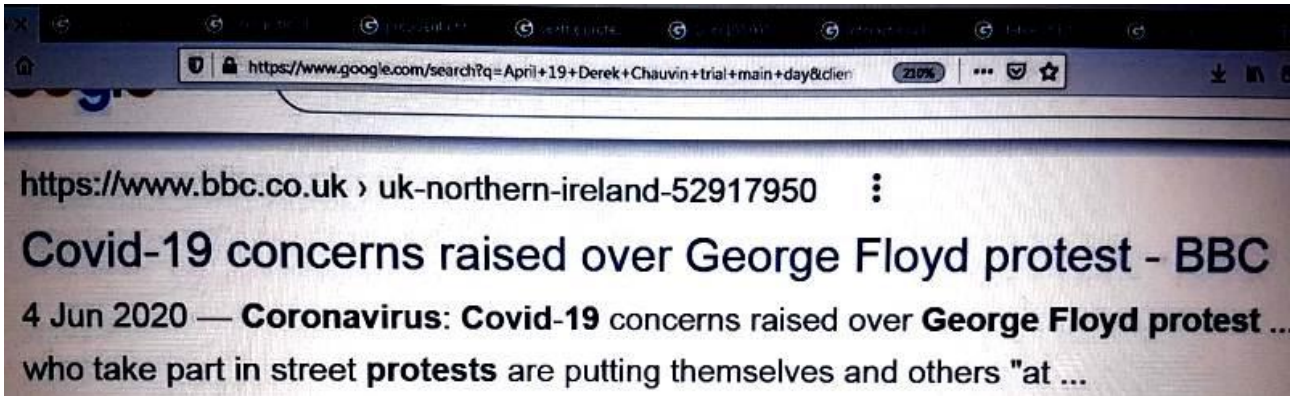 https://www.google.com/search?q=April+19+Derek+Chauvin+trial+main+day&clien 210%
https://www.bbc.co.uk › uk-northern-ireland-52917950
Covid-19 concerns raised over George Floyd protest - BBC
4 Jun 2020 — Coronavirus: Covid-19 concerns raised over George Floyd protest ...
who take part in street protests are putting themselves and others "at ...